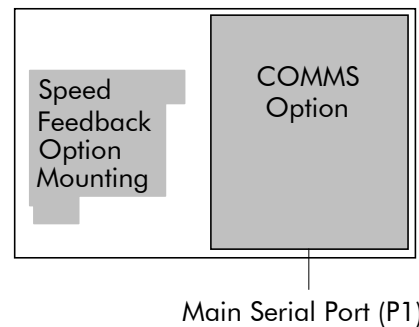 Speed
Feedback
Option
Mounting
COMMS
Option
Main Serial Port (P1)